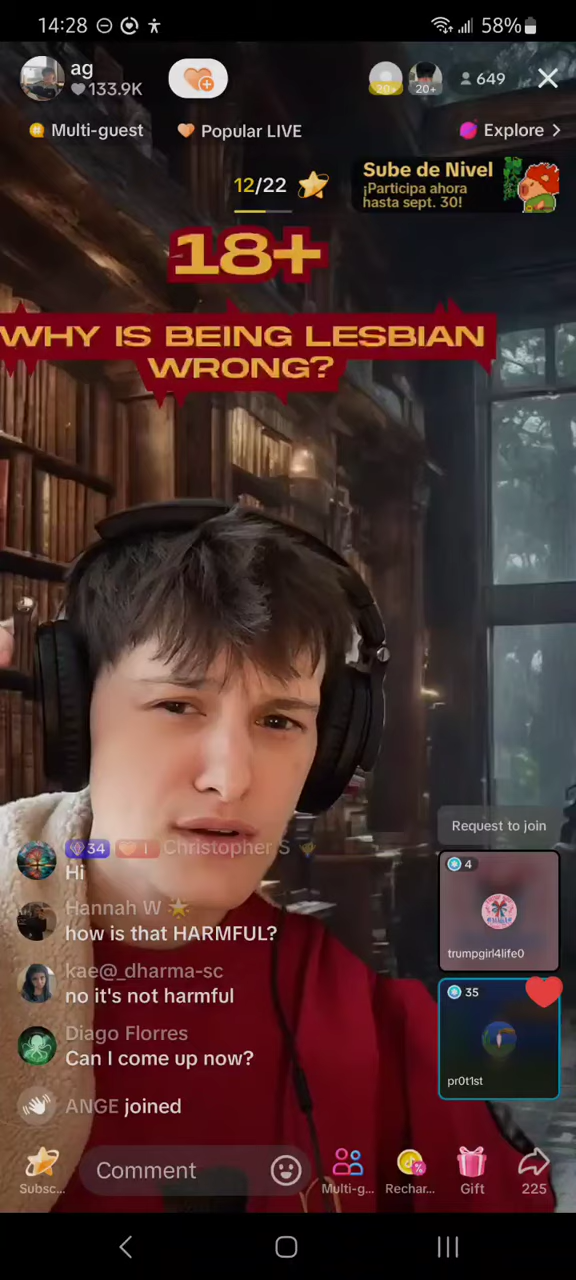 14:28
58%
ag
133.9K
20+
20+
649
Multi-guest
Popular LIVE
Explore
12/22
Sube de Nivel
¡Participa ahora
hasta sept. 30!
18+
WHY IS BEING LESBIAN
WRONG?
Request to join
34
I
Christopher S
Hi
4
trumpgirl4life0
Hannah W
how is that HARMFUL?
kae@_dharma-sc
no it's not harmful
35
pr0t1st
Diago Florres
Can I come up now?
ANGE joined
Comment
Subsc...
Multi-g...
Rechar...
Gift
225